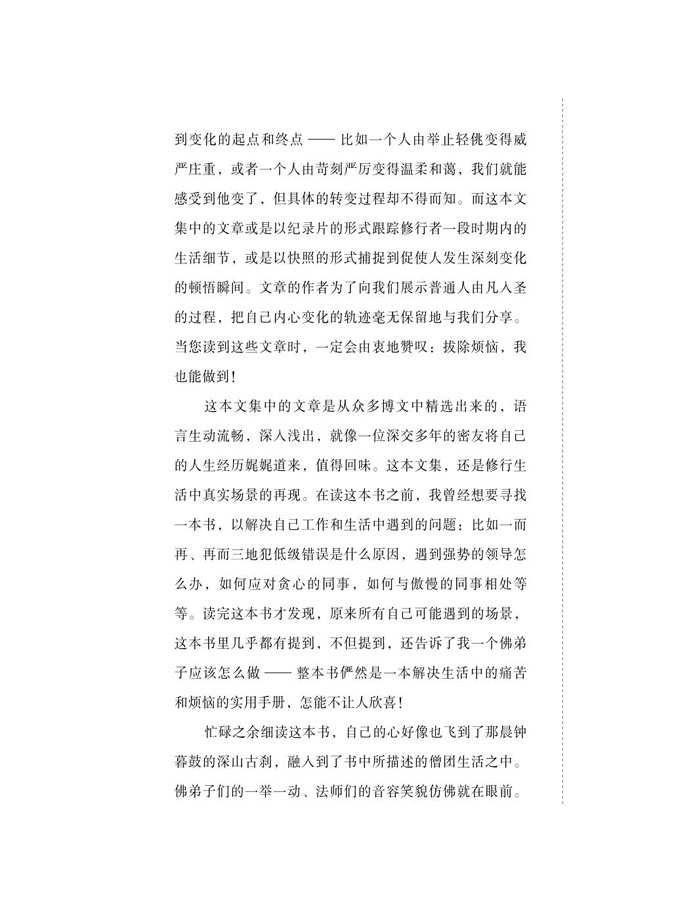 到变化的起点和终点 —— 比如一个人由举止轻佻变得威
严庄重，或者一个人由苛刻严厉变得温柔和蔼，我们就能
感受到他变了，但具体的转变过程却不得而知。而这本文
集中的文章或是以纪录片的形式跟踪修行者一段时期内的
生活细节，或是以快照的形式捕捉到促使人发生深刻变化
的顿悟瞬间。文章的作者为了向我们展示普通人由凡入圣
的过程，把自己内心变化的轨迹毫无保留地与我们分享。
当您读到这些文章时，一定会由衷地赞叹：拔除烦恼，我
也能做到！
这本文集中的文章是从众多博文中精选出来的，语
言生动流畅，深入浅出，就像一位深交多年的密友将自己
的人生经历娓娓道来，值得回味。这本文集，还是修行生
活中真实场景的再现。在读这本书之前，我曾经想要寻找
一本书，以解决自己工作和生活中遇到的问题：比如一而
再、再而三地犯低级错误是什么原因，遇到强势的领导怎
么办，如何应对贪心的同事，如何与傲慢的同事相处等
等。读完这本书才发现，原来所有自己可能遇到的场景，
这本书里几乎都有提到，不但提到，还告诉了我一个佛弟
子应该怎么做 —— 整本书俨然是一本解决生活中的痛苦
和烦恼的实用手册，怎能不让人欣喜！
忙碌之余细读这本书，自己的心好像也飞到了那晨钟
暮鼓的深山古刹，融入到了书中所描述的僧团生活之中。
佛弟子们的一举一动、法师们的音容笑貌仿佛就在眼前。